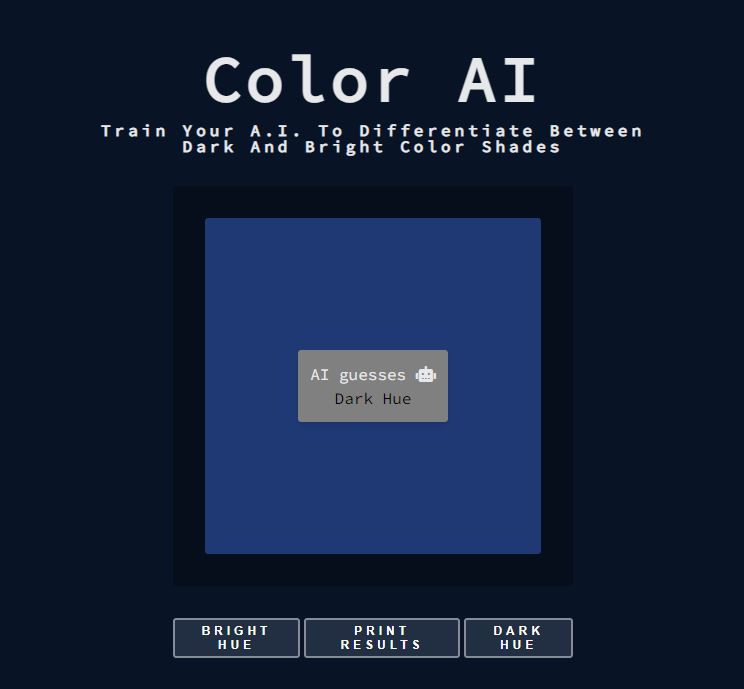 Color AI
Train Your A.I. To Differentiate Between
Dark And Bright Color Shades
AI guesses
Dark Hue
BRIGHT
HUE
PRINT
RESULTS
DARK
HUE